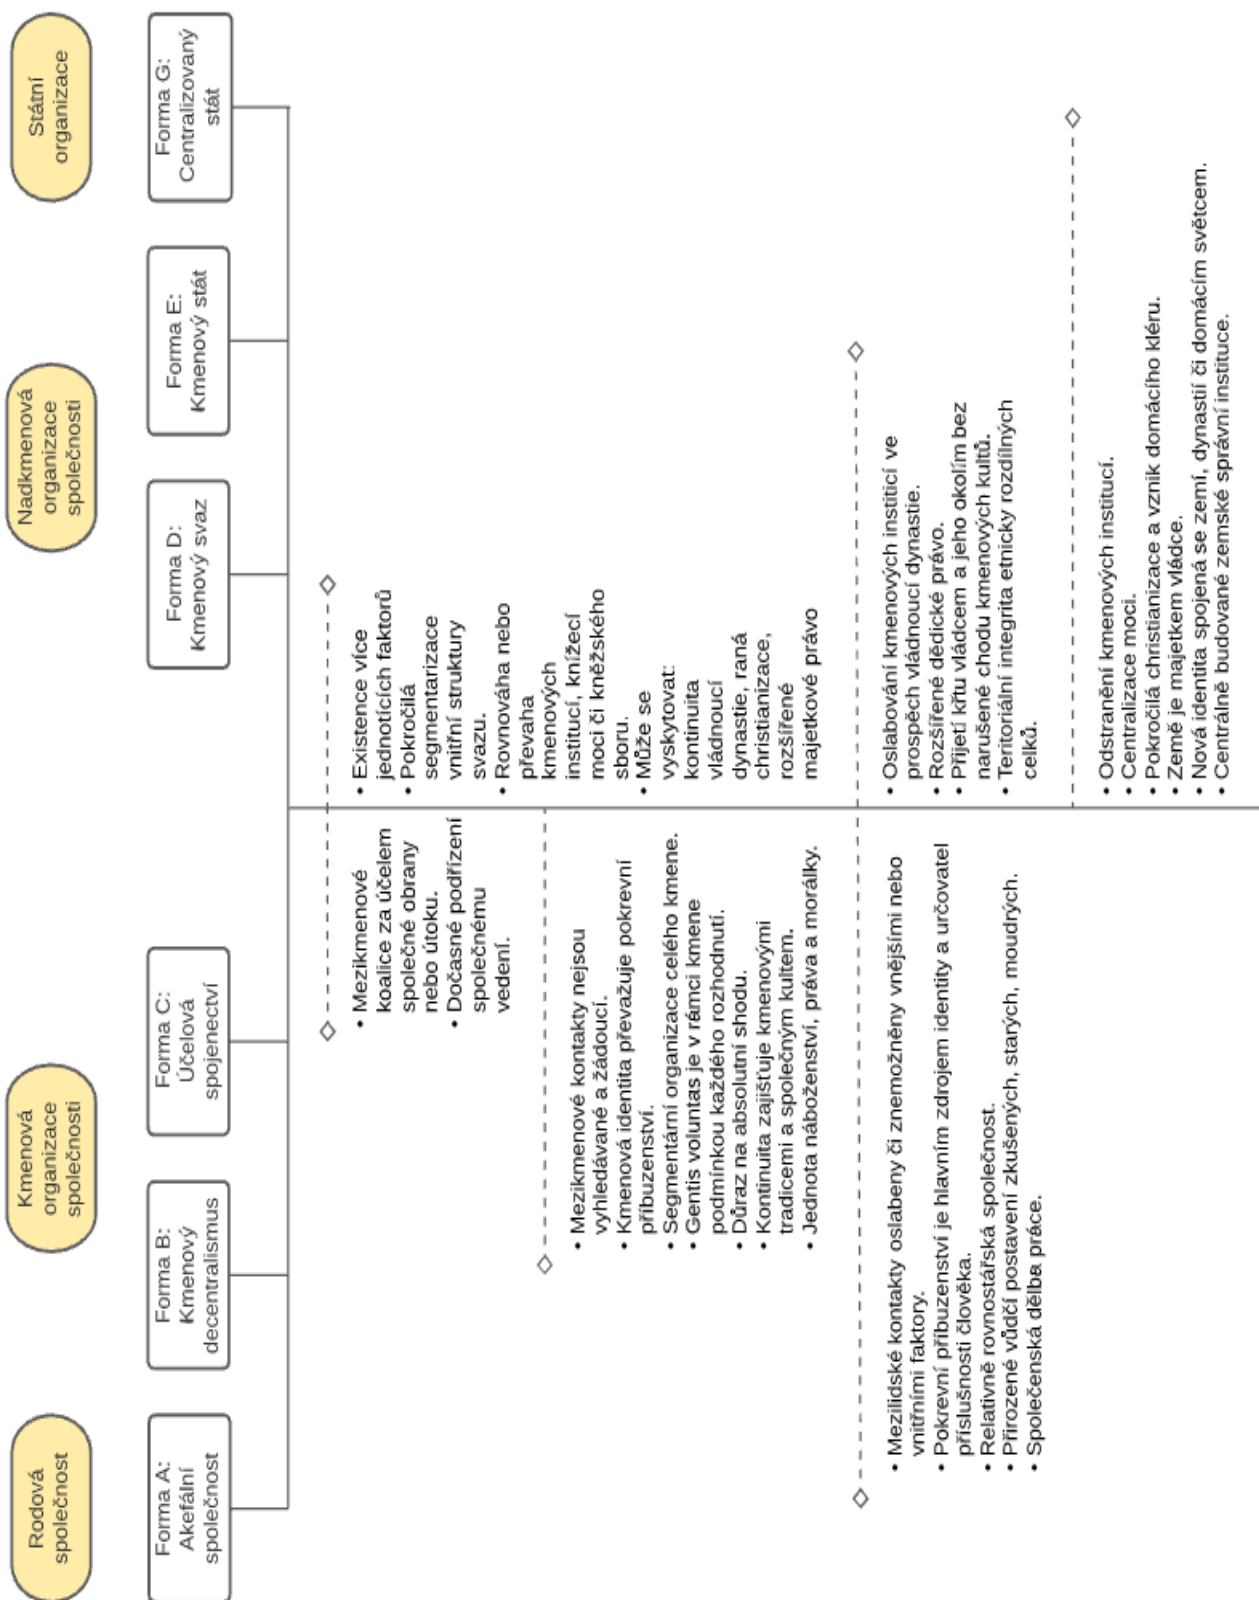 Rodová
společnost
Kmenová
organizace
společnosti
Nadkmenová
organizace
společnosti
Státní
organizace
Forma A:
Akefální
společnost
Forma B:
Kmenový
decentralismus
Forma C:
Účelová
spojenectví
Forma D:
Kmenový svaz
Forma E:
Kmenový stát
Forma G:
Centralizovaný
stát
• Mezikmenové
koalice za účelem
společné obrany
nebo útoku.
• Dočasné podřízení
společnému
vedení.
• Existence více
jednotících faktorů
• Pokročilá
segmentarizace
vnitřní struktury
svazu.
• Rovnováha nebo
převaha
kmenových
institucí, knížecí
moci či kněžského
sboru.
• Může se
vyskytovat:
kontinuita
vládnoucí
dynastie, raná
christianizace,
rozšířené
majetkové právo
• Mezikmenové kontakty nejsou
vyhledávané a žádoucí.
• Kmenová identita převažuje pokrevní
příbuzenství.
• Segmentární organizace celého kmene.
• Gentis voluntas je v rámci kmene
podmínkou každého rozhodnutí.
• Důraz na absolutní shodu.
• Kontinuita zajišťuje kmenovými
tradicemi a společným kultem.
• Jednota náboženství, práva a morálky.
• Mezilidské kontakty oslabeny či znemožněny vnějšími nebo
vnitřními faktory.
• Pokrevní příbuzenství je hlavním zdrojem identity a určovatel
příslušnosti člověka.
• Relativně rovnostářská společnost.
• Přirozené vůdčí postavení zkušených, starých, moudrých.
• Společenská dělba práce.
• Oslabování kmenových insticí ve
prospěch vládnoucí dynastie.
• Rozšířené dědické právo.
• Přijetí křtu vládcem a jeho okolím bez
narušené chodu kmenových kultů.
• Teritoriální integrita etnicky rozdílných
celků.
• Odstranění kmenových institucí.
• Centralizace moci.
• Pokročilá christianizace a vznik domácího kléru.
• Země je majetkem vládce.
• Nová identita spojená se zemí, dynastií či domácím světcem.
• Centrálně budované zemské správní instituce.